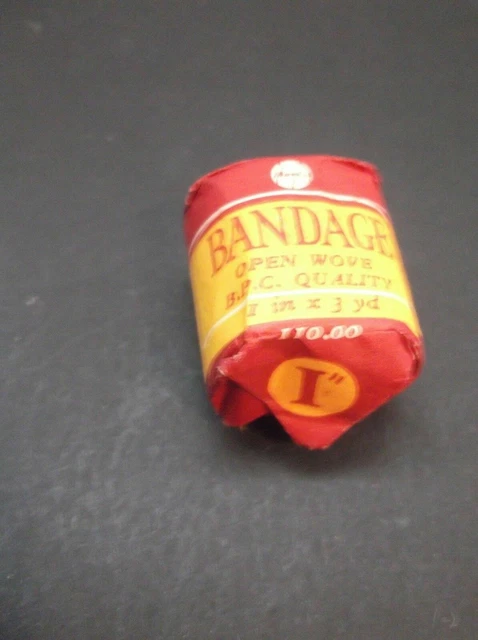 BANDAGE
OPEN WOVE
B.P.C. QUALITY
1 in x 3 yd
110.00
1"